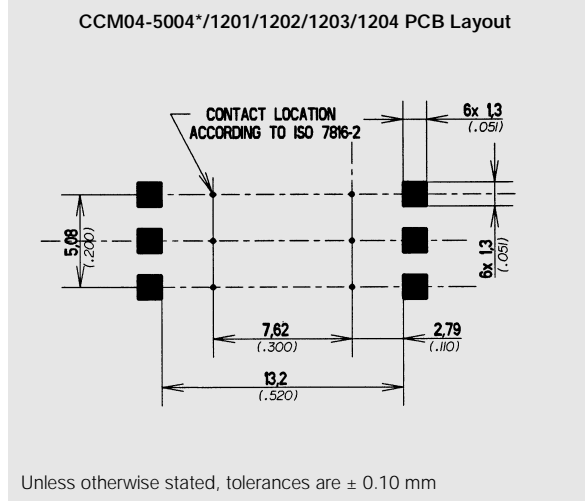 CCM04-5004*/1201/1202/1203/1204 PCB Layout
CONTACT LOCATION
ACCORDING TO ISO 7816-2
6x 1,3
(.051)
5,08
(.200)
6x 1,3
(.051)
7,62
(.300)
2,79
(.110)
13,2
(.520)
Unless otherwise stated, tolerances are ± 0.10 mm